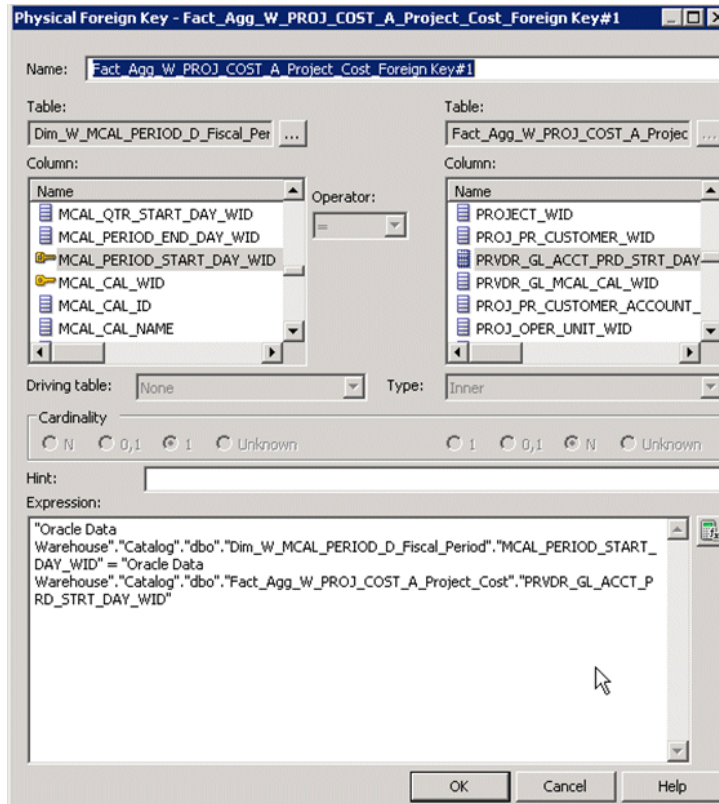 Physical Foreign Key - Fact_Agg_W_PROJ_COST_A_Project_Cost_Foreign Key#1
Name: Fact_Agg_W_PROJ_COST_A_Project_Cost_Foreign Key#1
Table: Table:
Dim_W_MCAL_PERIOD_D_Fiscal_Per ... Fact_Agg_W_PROJ_COST_A_Projec ...
Column: Column:
Name Operator: Name
MCAL_QTR_START_DAY_WID = PROJECT_WID
MCAL_PERIOD_END_DAY_WID PROJ_PR_CUSTOMER_WID
MCAL_PERIOD_START_DAY_WID PRVDR_GL_ACCT_PRD_STRT_DAY
MCAL_CAL_WID PRVDR_GL_MCAL_CAL_WID
MCAL_CAL_ID PROJ_PR_CUSTOMER_ACCOUNT_
MCAL_CAL_NAME PROJ_OPER_UNIT_WID
Driving table: None Type: Inner
Cardinality
N 0,1 1 Unknown 1 0,1 N Unknown
Hint:
Expression:
"Oracle Data
Warehouse"."Catalog"."dbo"."Dim_W_MCAL_PERIOD_D_Fiscal_Period"."MCAL_PERIOD_START_
DAY_WID" = "Oracle Data
Warehouse"."Catalog"."dbo"."Fact_Agg_W_PROJ_COST_A_Project_Cost"."PRVDR_GL_ACCT_P
RD_STRT_DAY_WID"
OK Cancel Help